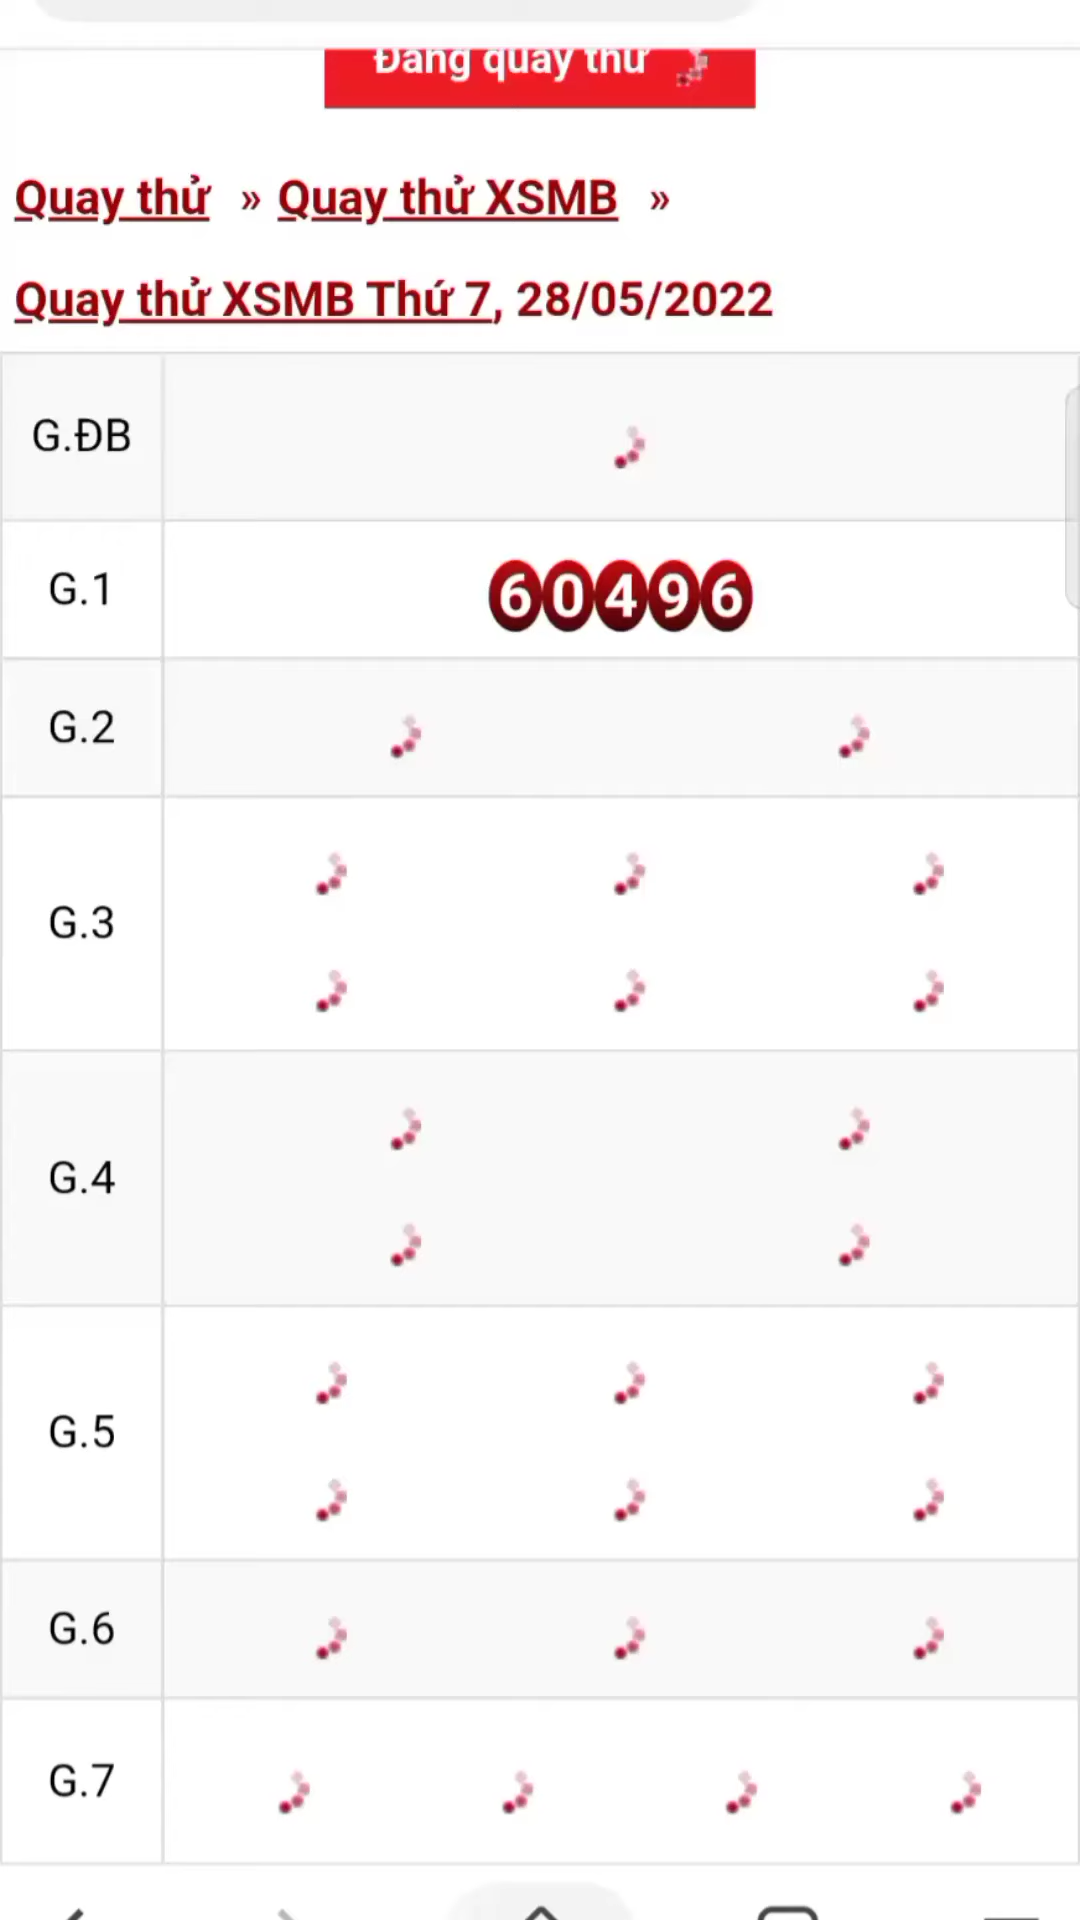 Đang quay thử
Quay thử » Quay thử XSMB »
Quay thử XSMB Thứ 7, 28/05/2022
G.ĐB
G.1 60496
G.2
G.3
G.4
G.5
G.6
G.7